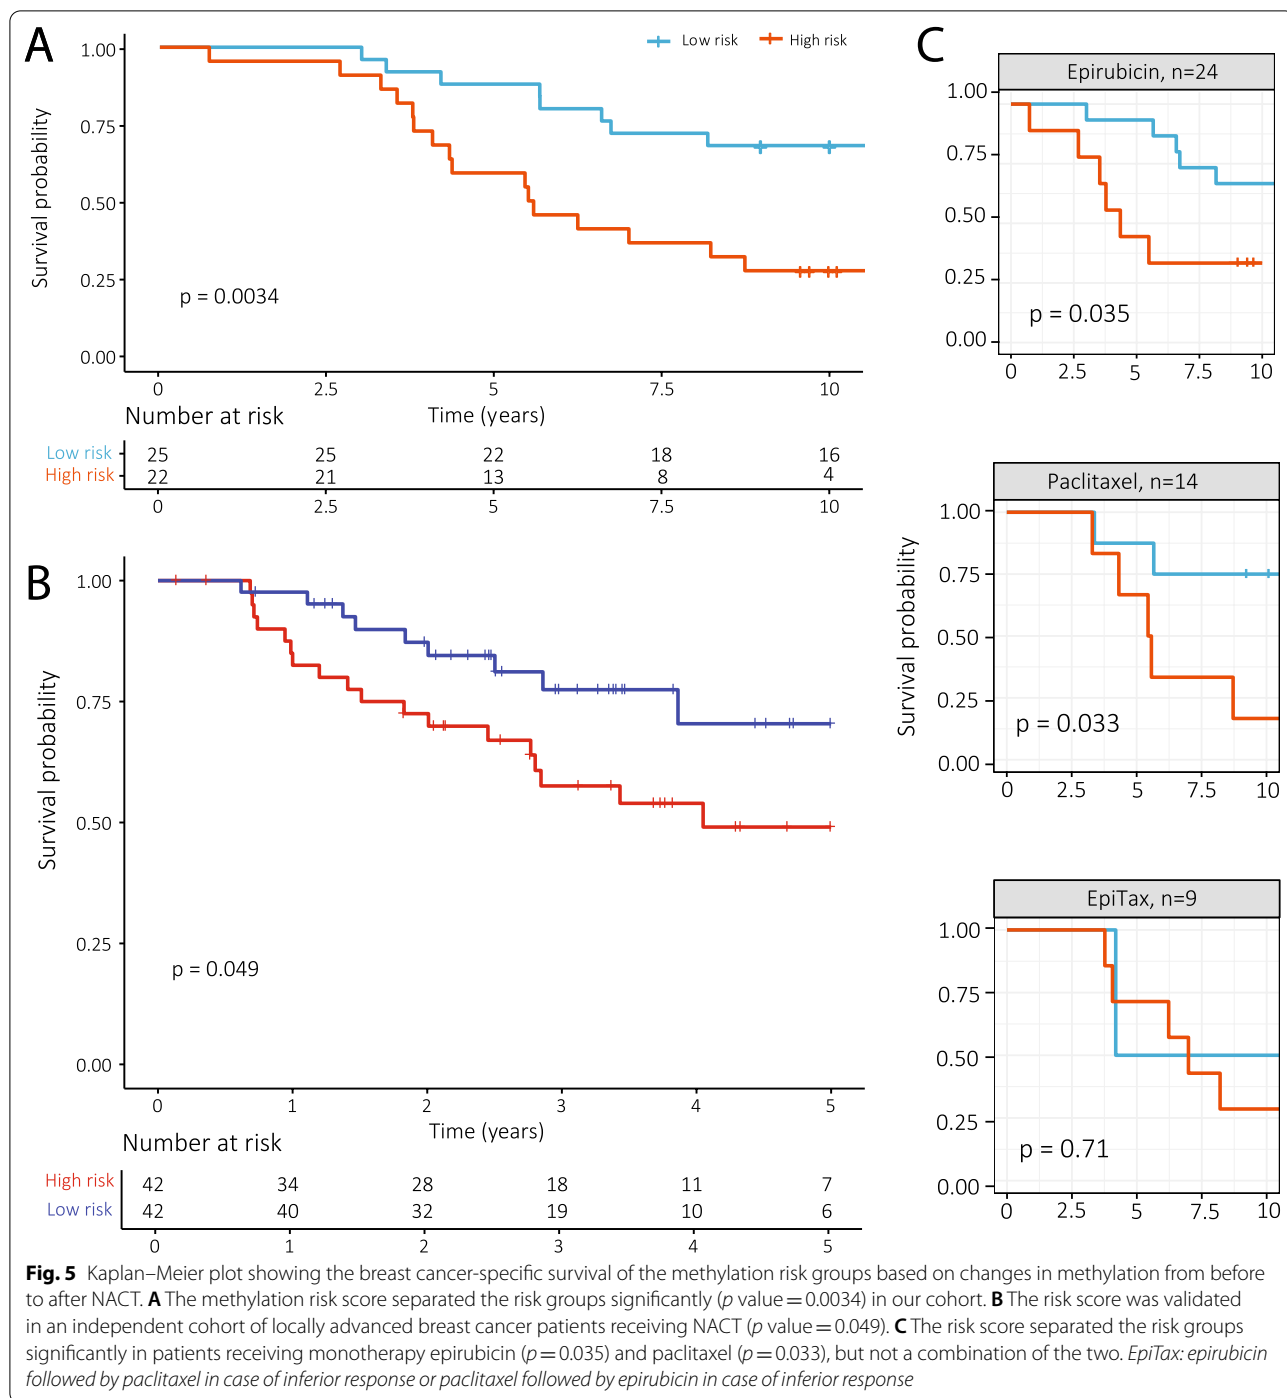 A
Low risk High risk
Survival probability
1.00
0.75
0.50
0.25
0.00
p = 0.0034
0 2.5 5 7.5 10
Time (years)
Number at risk
Low risk 25 25 22 18 16
High risk 22 21 13 8 4
0 2.5 5 7.5 10
B
Survival probability
1.00
0.75
0.50
0.25
0.00
p = 0.049
0 1 2 3 4 5
Time (years)
Number at risk
High risk 42 34 28 18 11 7
Low risk 42 40 32 19 10 6
0 1 2 3 4 5
C
Epirubicin, n=24
1.00
0.75
0.50
0.25
0.00
p = 0.035
0 2.5 5 7.5 10
Paclitaxel, n=14
Survival probability
1.00
0.75
0.50
0.25
0.00
p = 0.033
0 2.5 5 7.5 10
EpiTax, n=9
1.00
0.75
0.50
0.25
0.00
p = 0.71
0 2.5 5 7.5 10
Fig. 5 Kaplan–Meier plot showing the breast cancer-specific survival of the methylation risk groups based on changes in methylation from before
to after NACT. A The methylation risk score separated the risk groups significantly (p value = 0.0034) in our cohort. B The risk score was validated
in an independent cohort of locally advanced breast cancer patients receiving NACT (p value = 0.049). C The risk score separated the risk groups
significantly in patients receiving monotherapy epirubicin (p = 0.035) and paclitaxel (p = 0.033), but not a combination of the two. EpiTax: epirubicin
followed by paclitaxel in case of inferior response or paclitaxel followed by epirubicin in case of inferior response